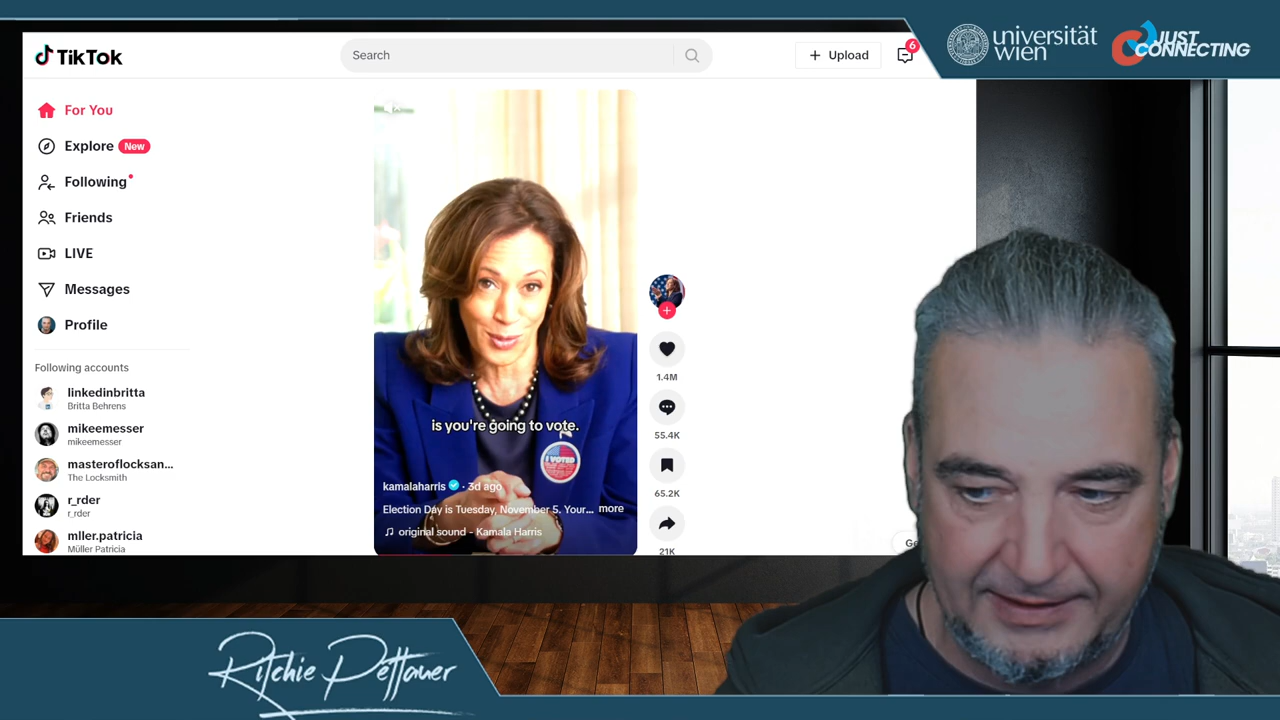 TikTok
Search
Upload
6
universität
wien
JUST
CONNECTING
For You
Explore New
Following
Friends
LIVE
Messages
Profile
Following accounts
linkedinbritta
Britta Behrens
mikeemesser
mikeemesser
masteroflocksan...
The Locksmith
r_rder
r_rder
mller.patricia
Müller Patricia
is you're going to vote.
I VOTED
kamalaharris · 3d ago
Election Day is Tuesday, November 5. Your... more
original sound - Kamala Harris
1.4M
55.4K
65.2K
21K
Ge
Ritchie Pettauer